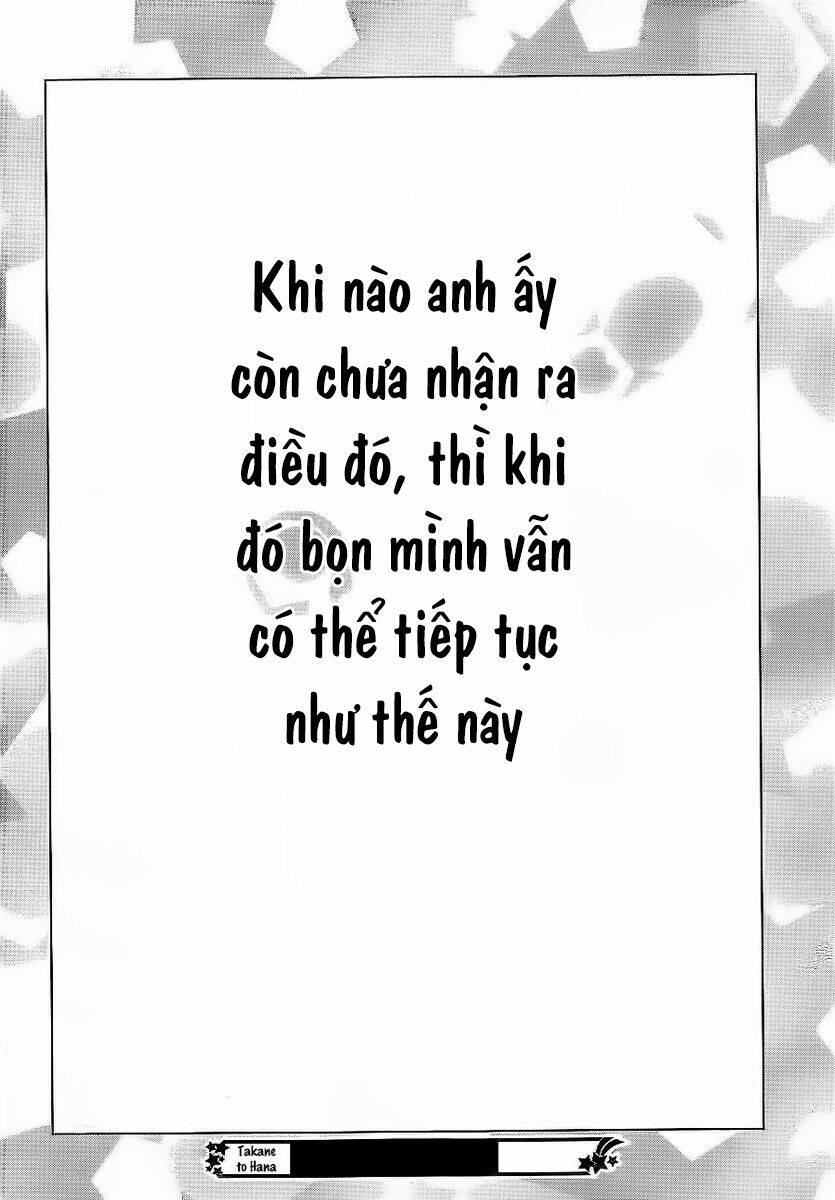 Khi nào anh ấy
còn chưa nhận ra
điều đó, thì khi
đó bọn mình vẫn
có thể tiếp tục
như thế này
Takane
to Hana